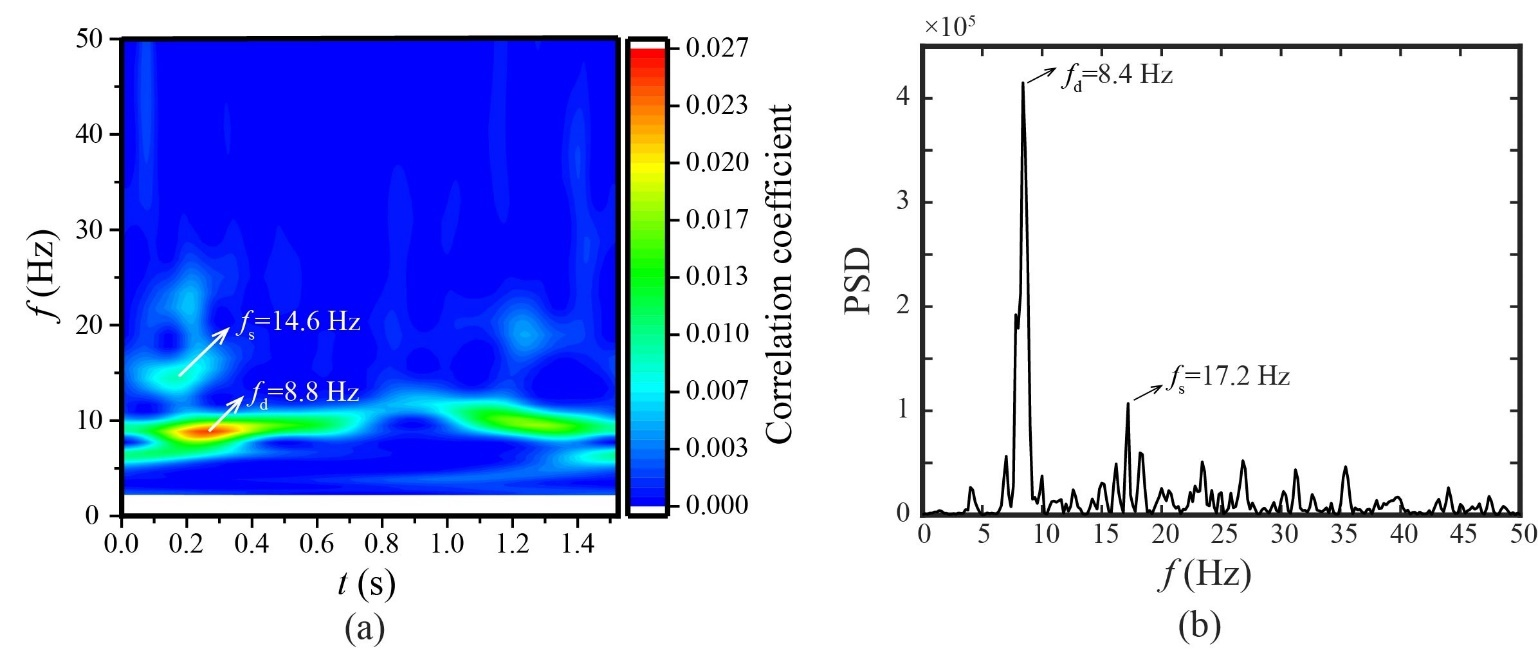 50
40
30
20
10
0
f (Hz)
fs=14.6 Hz
fd=8.8 Hz
0.0 0.2 0.4 0.6 0.8 1.0 1.2 1.4
t (s)
(a)
0.027
0.023
0.020
0.017
0.013
0.010
0.007
0.003
0.000
Correlation coefficient
×10⁵
4
3
2
1
0
PSD
fd=8.4 Hz
fs=17.2 Hz
0 5 10 15 20 25 30 35 40 45 50
f (Hz)
(b)